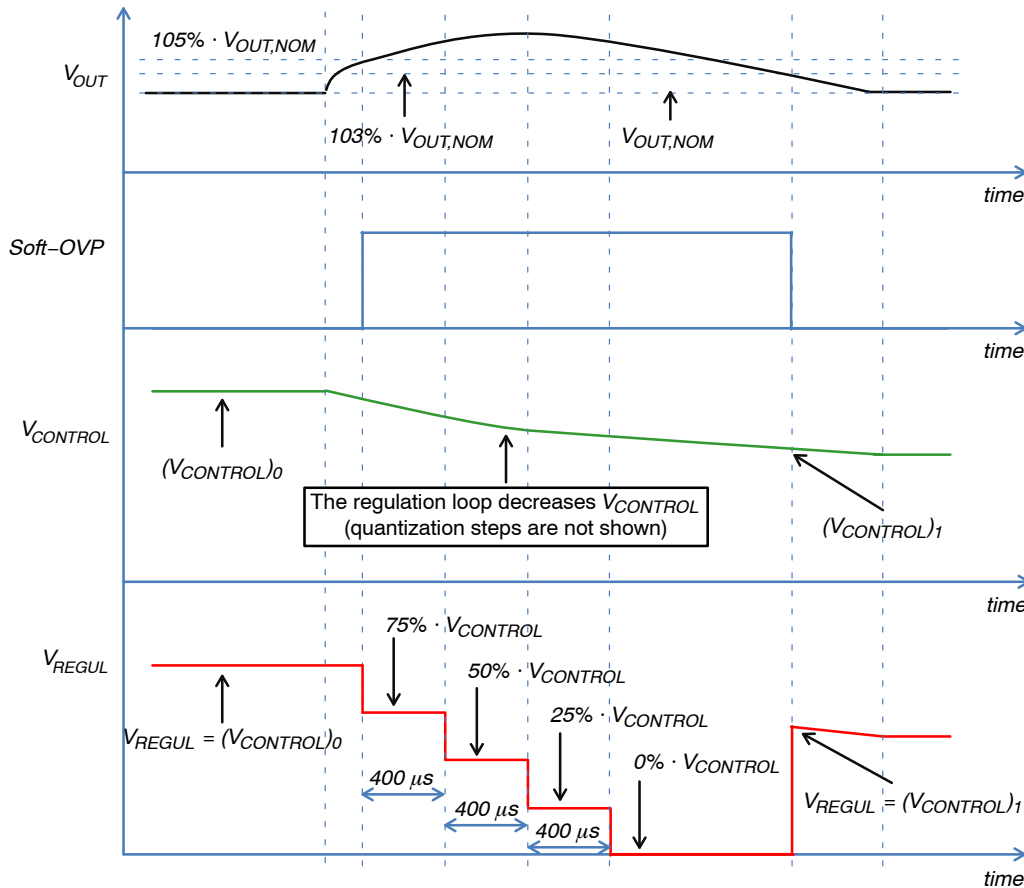 105% · VOUT,NOM
VOUT
103% · VOUT,NOM
VOUT,NOM
time
Soft−OVP
time
VCONTROL
(VCONTROL)0
The regulation loop decreases VCONTROL
(quantization steps are not shown)
(VCONTROL)1
time
75% · VCONTROL
VREGUL
50% · VCONTROL
25% · VCONTROL
VREGUL = (VCONTROL)0
0% · VCONTROL
400 μs
400 μs
400 μs
VREGUL = (VCONTROL)1
time